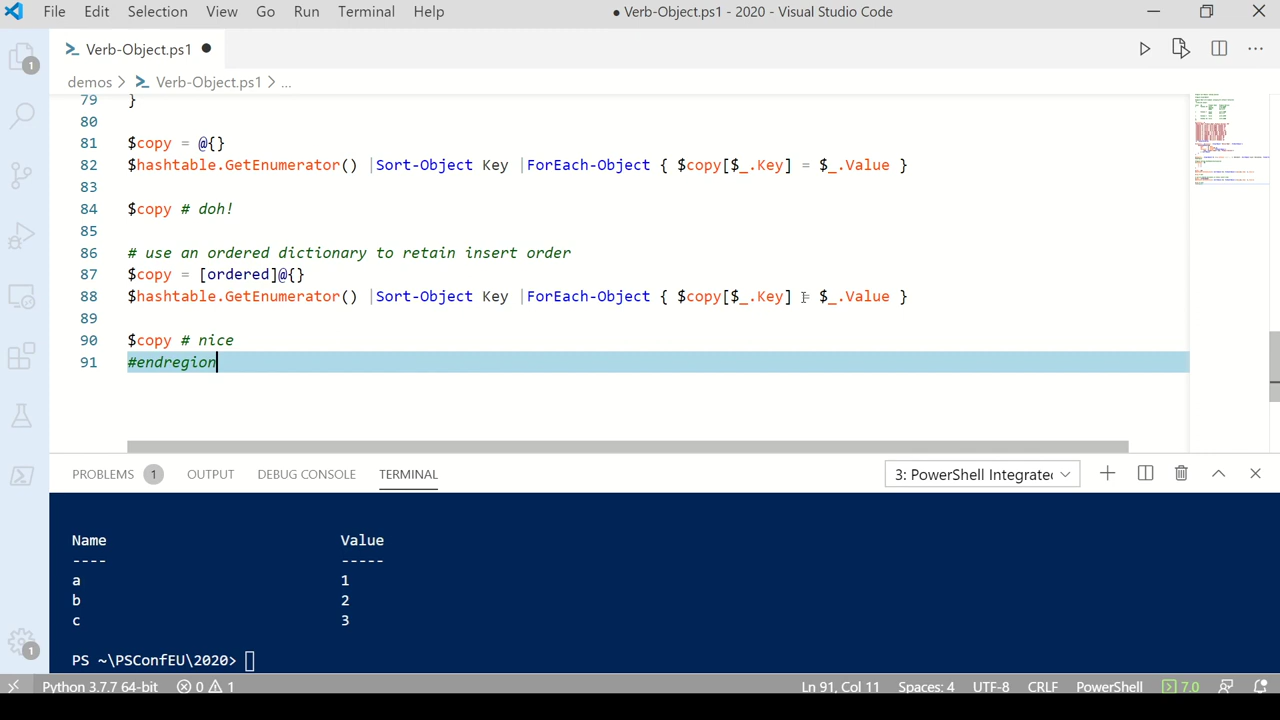 File Edit Selection View Go Run Terminal Help ● Verb-Object.ps1 - 2020 - Visual Studio Code
Verb-Object.ps1 ●
demos > Verb-Object.ps1 > ...
79 }
80
81 $copy = @{}
82 $hashtable.GetEnumerator() |Sort-Object Key |ForEach-Object { $copy[$_.Key] = $_.Value }
83
84 $copy # doh!
85
86 # use an ordered dictionary to retain insert order
87 $copy = [ordered]@{}
88 $hashtable.GetEnumerator() |Sort-Object Key |ForEach-Object { $copy[$_.Key] = $_.Value }
89
90 $copy # nice
91 #endregion
PROBLEMS 1 OUTPUT DEBUG CONSOLE TERMINAL 3: PowerShell Integrated
Name Value
---- -----
a 1
b 2
c 3
PS ~\PSConfEU\2020>
1
1
Python 3.7.7 64-bit 0 1 Ln 91, Col 11 Spaces: 4 UTF-8 CRLF PowerShell 7.0